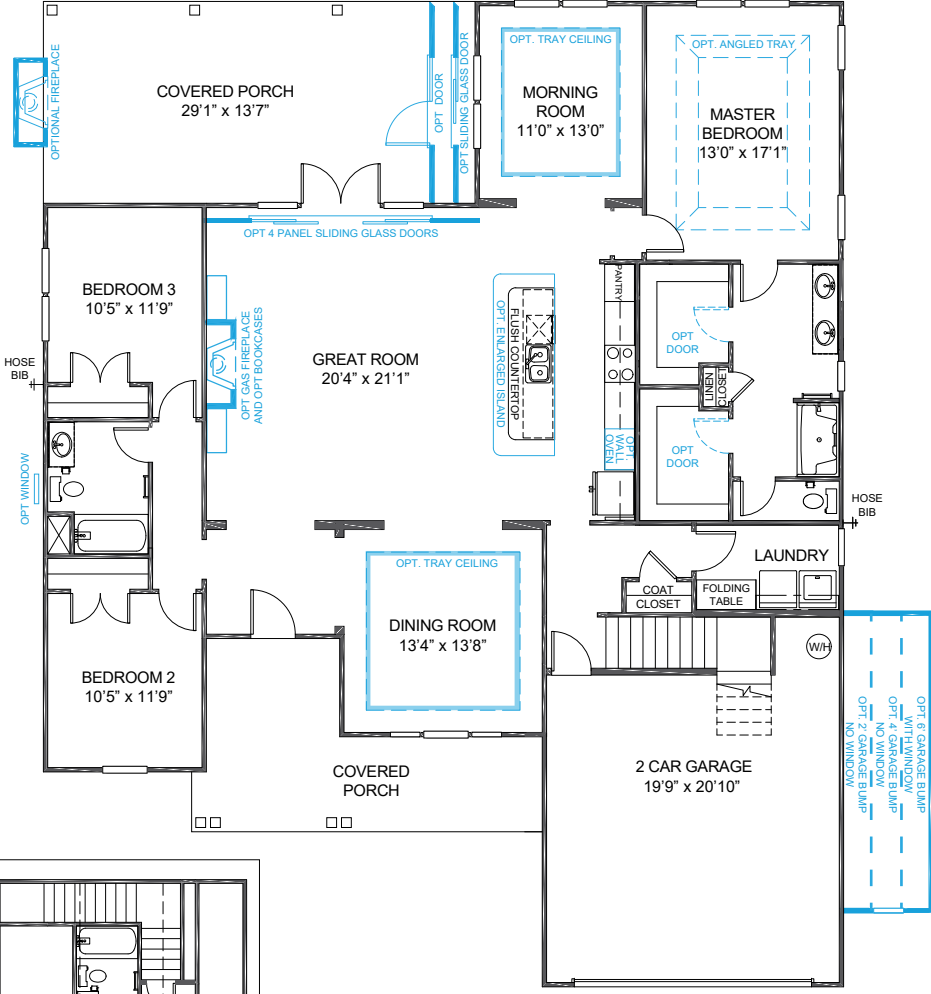 OPTIONAL FIREPLACE
COVERED PORCH
29'1" x 13'7"
OPT DOOR
OPT SLIDING GLASS DOOR
OPT. TRAY CEILING
MORNING
ROOM
11'0" x 13'0"
OPT. ANGLED TRAY
MASTER
BEDROOM
13'0" x 17'1"
OPT 4 PANEL SLIDING GLASS DOORS
BEDROOM 3
10'5" x 11'9"
HOSE
BIB
OPT GAS FIREPLACE
AND OPT BOOKCASES
GREAT ROOM
20'4" x 21'1"
OPT. ENLARGED ISLAND
FLUSH COUNTERTOP
PANTRY
OPT
DOOR
LINEN
CLOSET
OPT
DOOR
OPT.
WALL
OVEN
OPT WINDOW
HOSE
BIB
OPT. TRAY CEILING
DINING ROOM
13'4" x 13'8"
LAUNDRY
COAT
CLOSET
FOLDING
TABLE
W/H
BEDROOM 2
10'5" x 11'9"
COVERED
PORCH
2 CAR GARAGE
19'9" x 20'10"
OPT. 6' GARAGE BUMP
WITH WINDOW
OPT. 4' GARAGE BUMP
NO WINDOW
OPT. 2' GARAGE BUMP
NO WINDOW